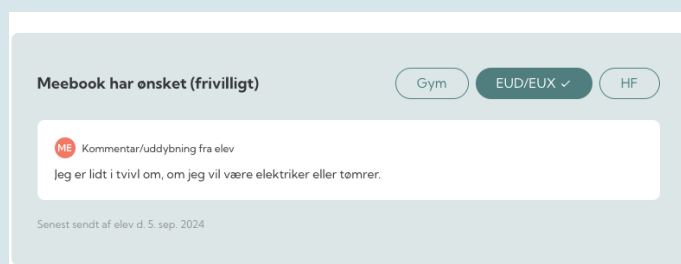 Meebook har ønsket (frivilligt)
Gym
EUD/EUX ✓
HF
ME Kommentar/uddybning fra elev
Jeg er lidt i tvivl om, om jeg vil være elektriker eller tømrer.
Senest sendt af elev d. 5. sep. 2024